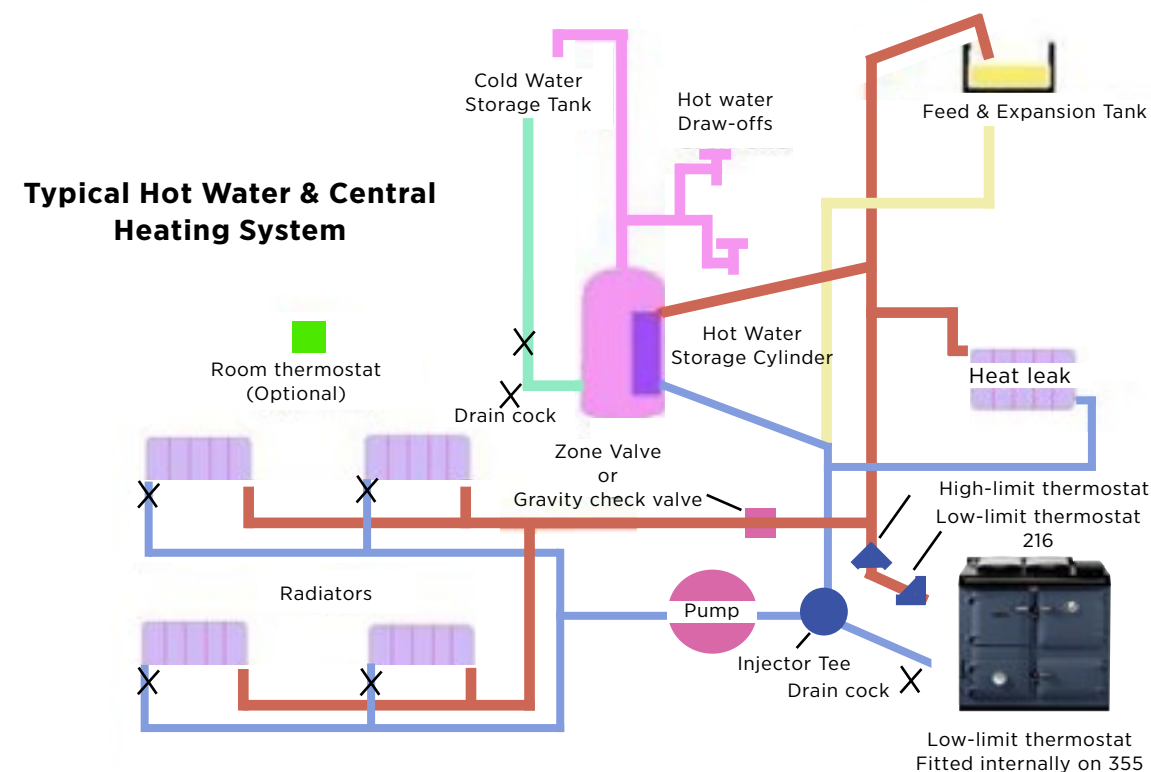 Cold Water
Storage Tank
Hot water
Draw-offs
Feed & Expansion Tank
Typical Hot Water & Central
Heating System
Room thermostat
(Optional)
Hot Water
Storage Cylinder
Heat leak
Drain cock
Zone Valve
or
Gravity check valve
High-limit thermostat
Low-limit thermostat
216
Radiators
Pump
Injector Tee
Drain cock
Low-limit thermostat
Fitted internally on 355